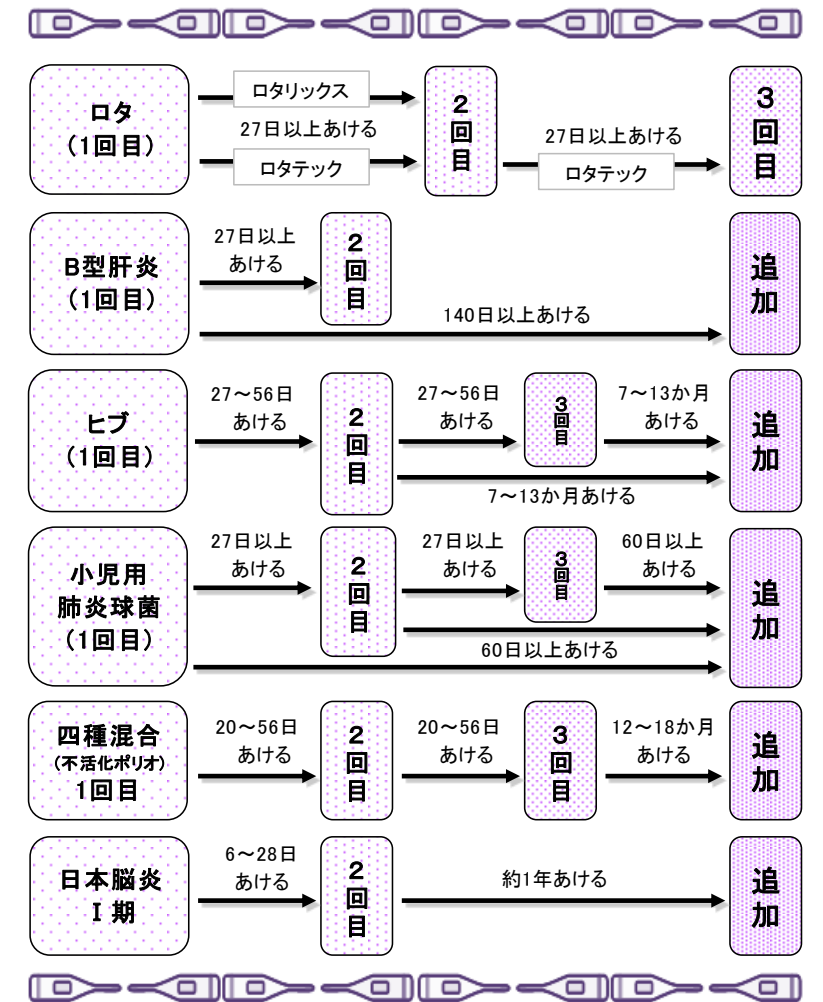 ロタ
(1回目)
ロタリックス
27日以上あける
ロタテック
2回目
27日以上あける
ロタテック
3回目
B型肝炎
(1回目)
27日以上
あける
2回目
140日以上あける
追加
ヒブ
(1回目)
27～56日
あける
2回目
27～56日
あける
3回目
7～13か月
あける
7～13か月あける
追加
小児用
肺炎球菌
(1回目)
27日以上
あける
2回目
27日以上
あける
3回目
60日以上
あける
60日以上あける
追加
四種混合
(不活化ポリオ)
1回目
20～56日
あける
2回目
20～56日
あける
3回目
12～18か月
あける
追加
日本脳炎
Ⅰ期
6～28日
あける
2回目
約1年あける
追加